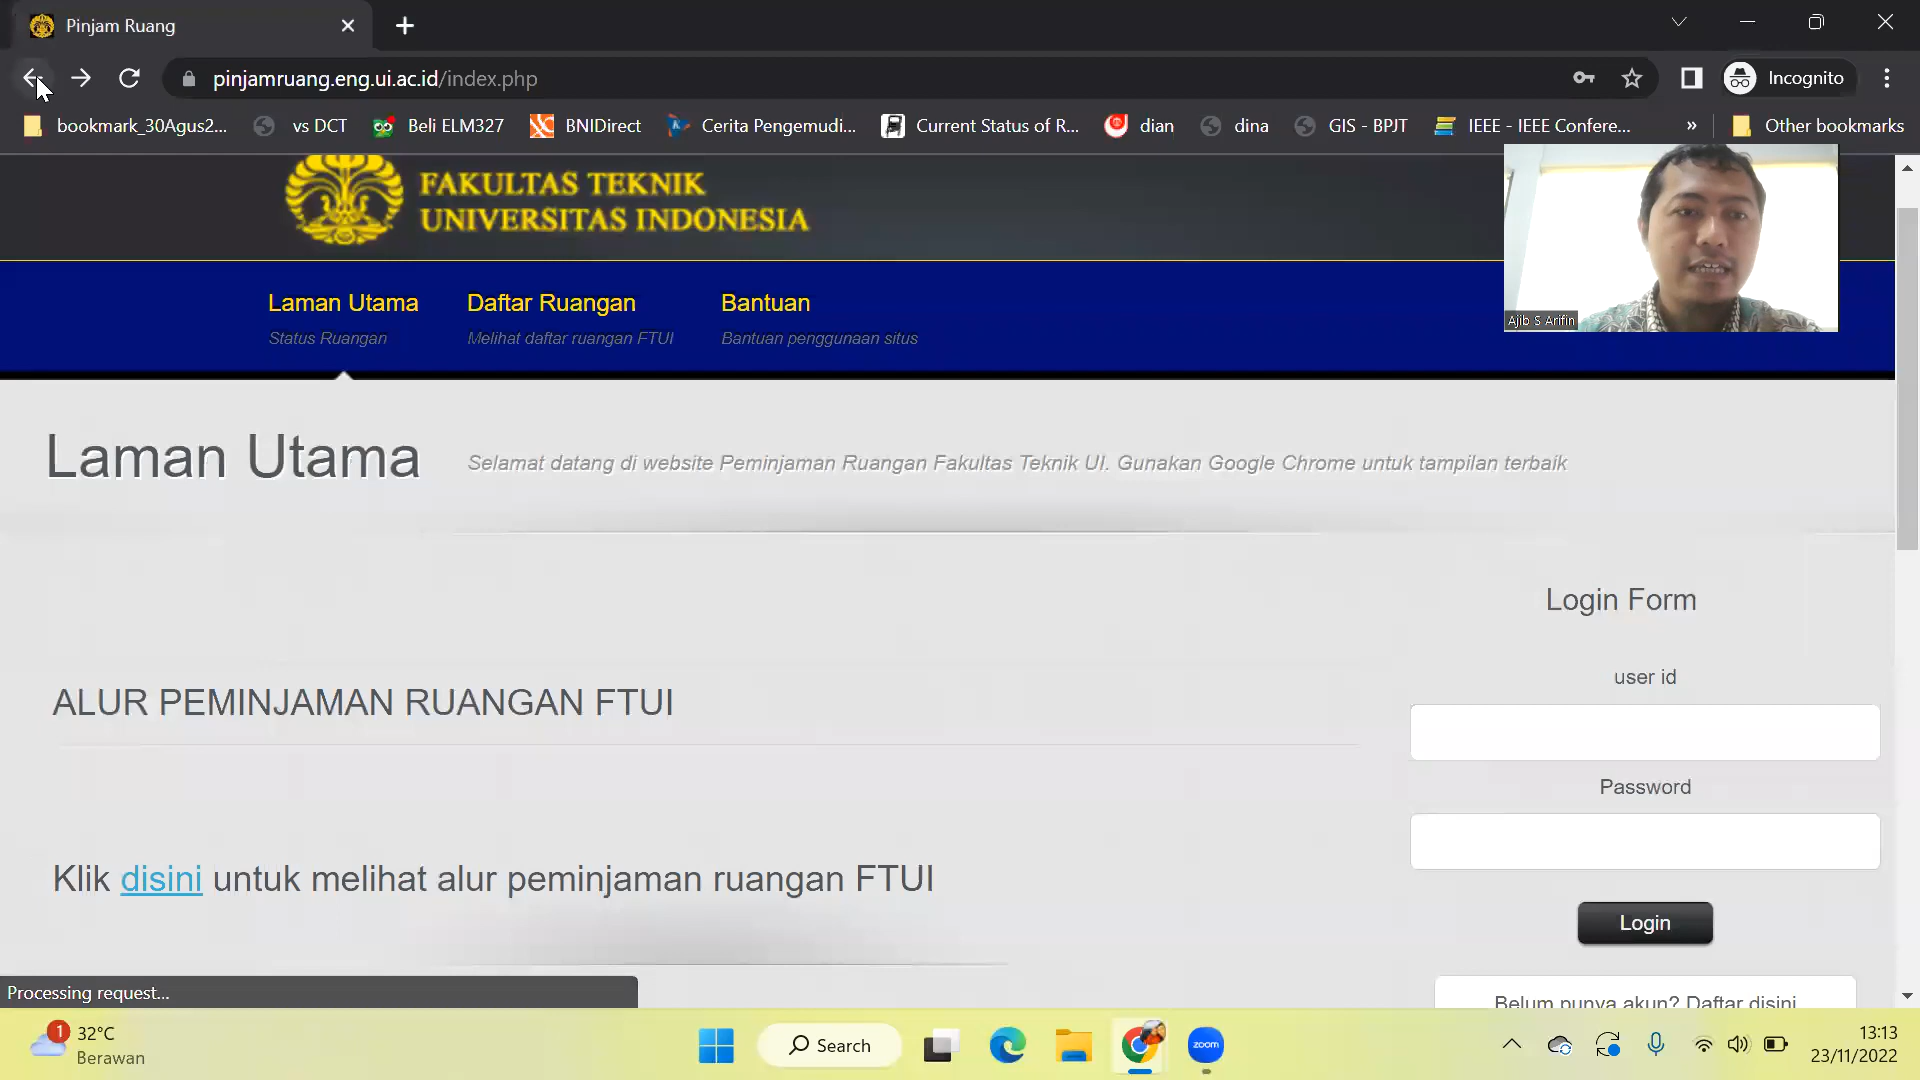 Pinjam Ruang
pinjamruang.eng.ui.ac.id/index.php
Incognito
bookmark_30Agus2...
vs DCT
Beli ELM327
BNIDirect
Cerita Pengemudi...
Current Status of R...
dian
dina
GIS - BPJT
IEEE - IEEE Confere...
»
Other bookmarks
FAKULTAS TEKNIK
UNIVERSITAS INDONESIA
Ajib S Arifin
Laman Utama
Status Ruangan
Daftar Ruangan
Melihat daftar ruangan FTUI
Bantuan
Bantuan penggunaan situs
Laman Utama
Selamat datang di website Peminjaman Ruangan Fakultas Teknik UI. Gunakan Google Chrome untuk tampilan terbaik
ALUR PEMINJAMAN RUANGAN FTUI
Klik disini untuk melihat alur peminjaman ruangan FTUI
Login Form
user id
Password
Login
Belum punya akun? Daftar disini
Processing request...
1
32°C
Berawan
Search
zoom
13:13
23/11/2022